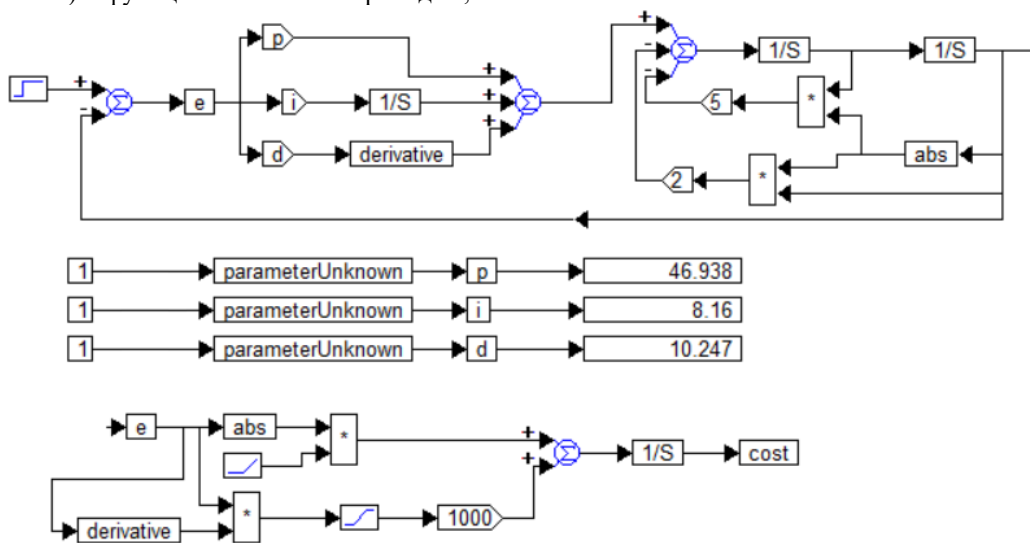 p
e i 1/S
d derivative
+ - + + + Σ Σ
+ - - Σ 1/S 1/S
5 * abs
2 *
1 parameterUnknown p 46.938
1 parameterUnknown i 8.16
1 parameterUnknown d 10.247
e abs * + + Σ 1/S cost
derivative * 1000